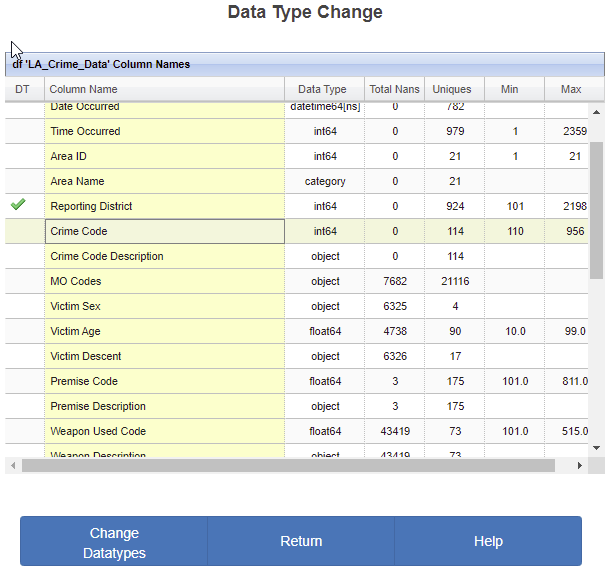 Data Type Change
df 'LA_Crime_Data' Column Names
DT Column Name Data Type Total Nans Uniques Min Max
Date Occurred datetime64[ns] 0 782
Time Occurred int64 0 979 1 2359
Area ID int64 0 21 1 21
Area Name category 0 21
Reporting District int64 0 924 101 2198
Crime Code int64 0 114 110 956
Crime Code Description object 0 114
MO Codes object 7682 21116
Victim Sex object 6325 4
Victim Age float64 4738 90 10.0 99.0
Victim Descent object 6326 17
Premise Code float64 3 175 101.0 811.0
Premise Description object 3 175
Weapon Used Code float64 43419 73 101.0 515.0
Weapon Description object 43419 73
Change Datatypes Return Help